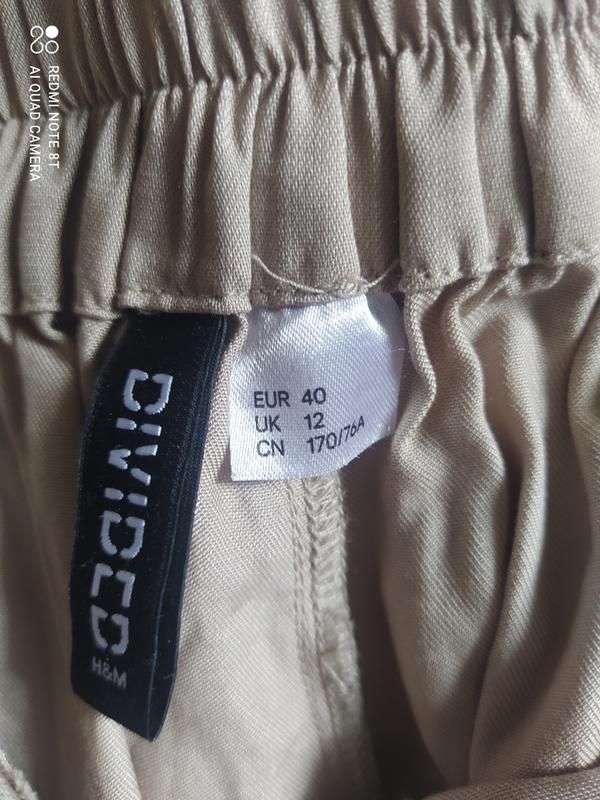 REDMI NOTE 8T
AI QUAD CAMERA
DIVIDED
H&M
EUR 40
UK 12
CN 170/76A